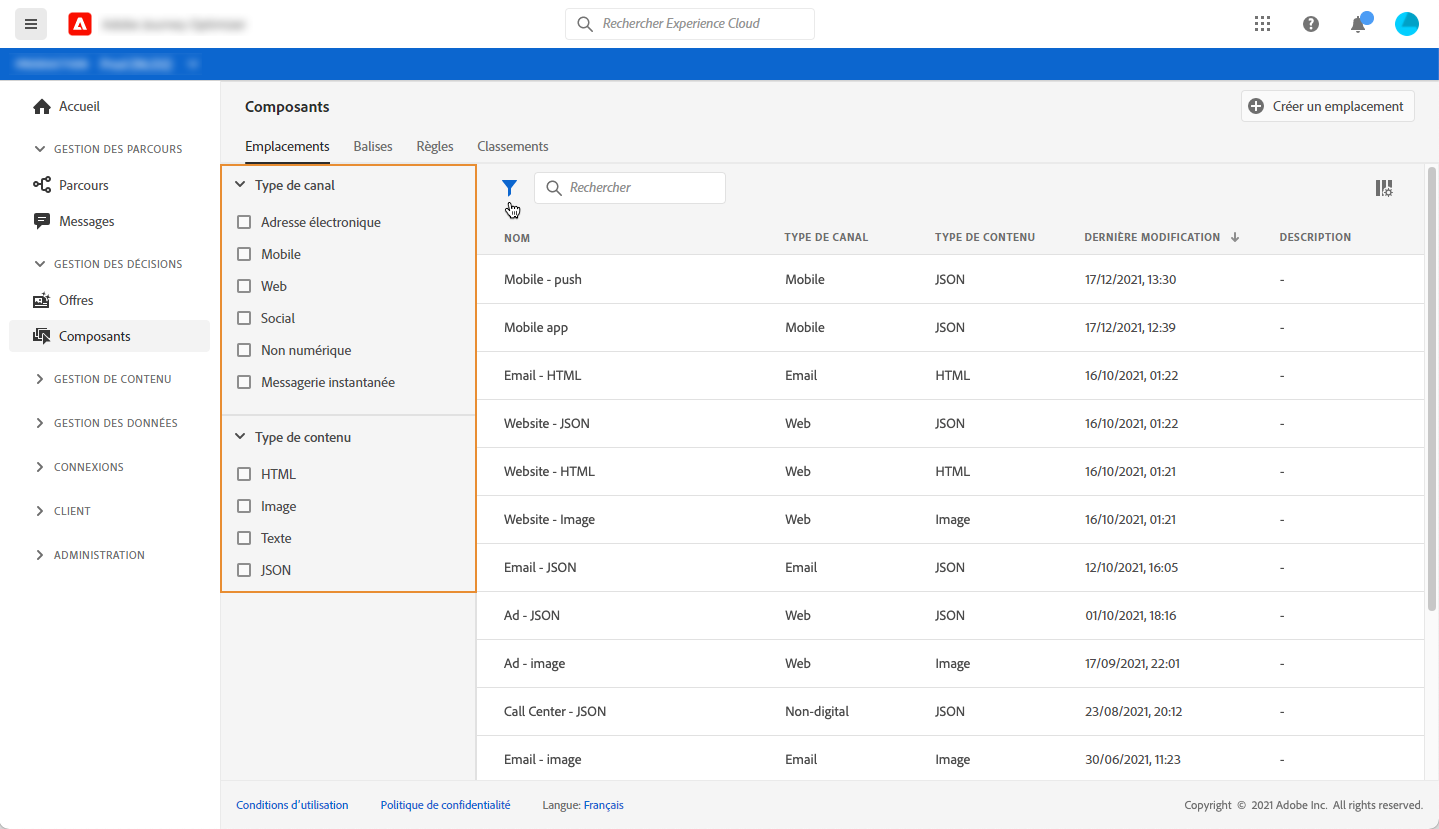 Rechercher Experience Cloud
Accueil
GESTION DES PARCOURS
Parcours
Messages
GESTION DES DÉCISIONS
Offres
Composants
GESTION DE CONTENU
GESTION DES DONNÉES
CONNEXIONS
CLIENT
ADMINISTRATION
Composants
Créer un emplacement
Emplacements Balises Règles Classements
Type de canal
Adresse électronique
Mobile
Web
Social
Non numérique
Messagerie instantanée
Type de contenu
HTML
Image
Texte
JSON
Rechercher
NOM TYPE DE CANAL TYPE DE CONTENU DERNIÈRE MODIFICATION DESCRIPTION
Mobile - push Mobile JSON 17/12/2021, 13:30 -
Mobile app Mobile JSON 17/12/2021, 12:39 -
Email - HTML Email HTML 16/10/2021, 01:22 -
Website - JSON Web JSON 16/10/2021, 01:22 -
Website - HTML Web HTML 16/10/2021, 01:21 -
Website - Image Web Image 16/10/2021, 01:21 -
Email - JSON Email JSON 12/10/2021, 16:05 -
Ad - JSON Web JSON 01/10/2021, 18:16 -
Ad - image Web Image 17/09/2021, 22:01 -
Call Center - JSON Non-digital JSON 23/08/2021, 20:12 -
Email - image Email Image 30/06/2021, 11:23 -
Conditions d'utilisation Politique de confidentialité Langue: Français Copyright © 2021 Adobe Inc. All rights reserved.